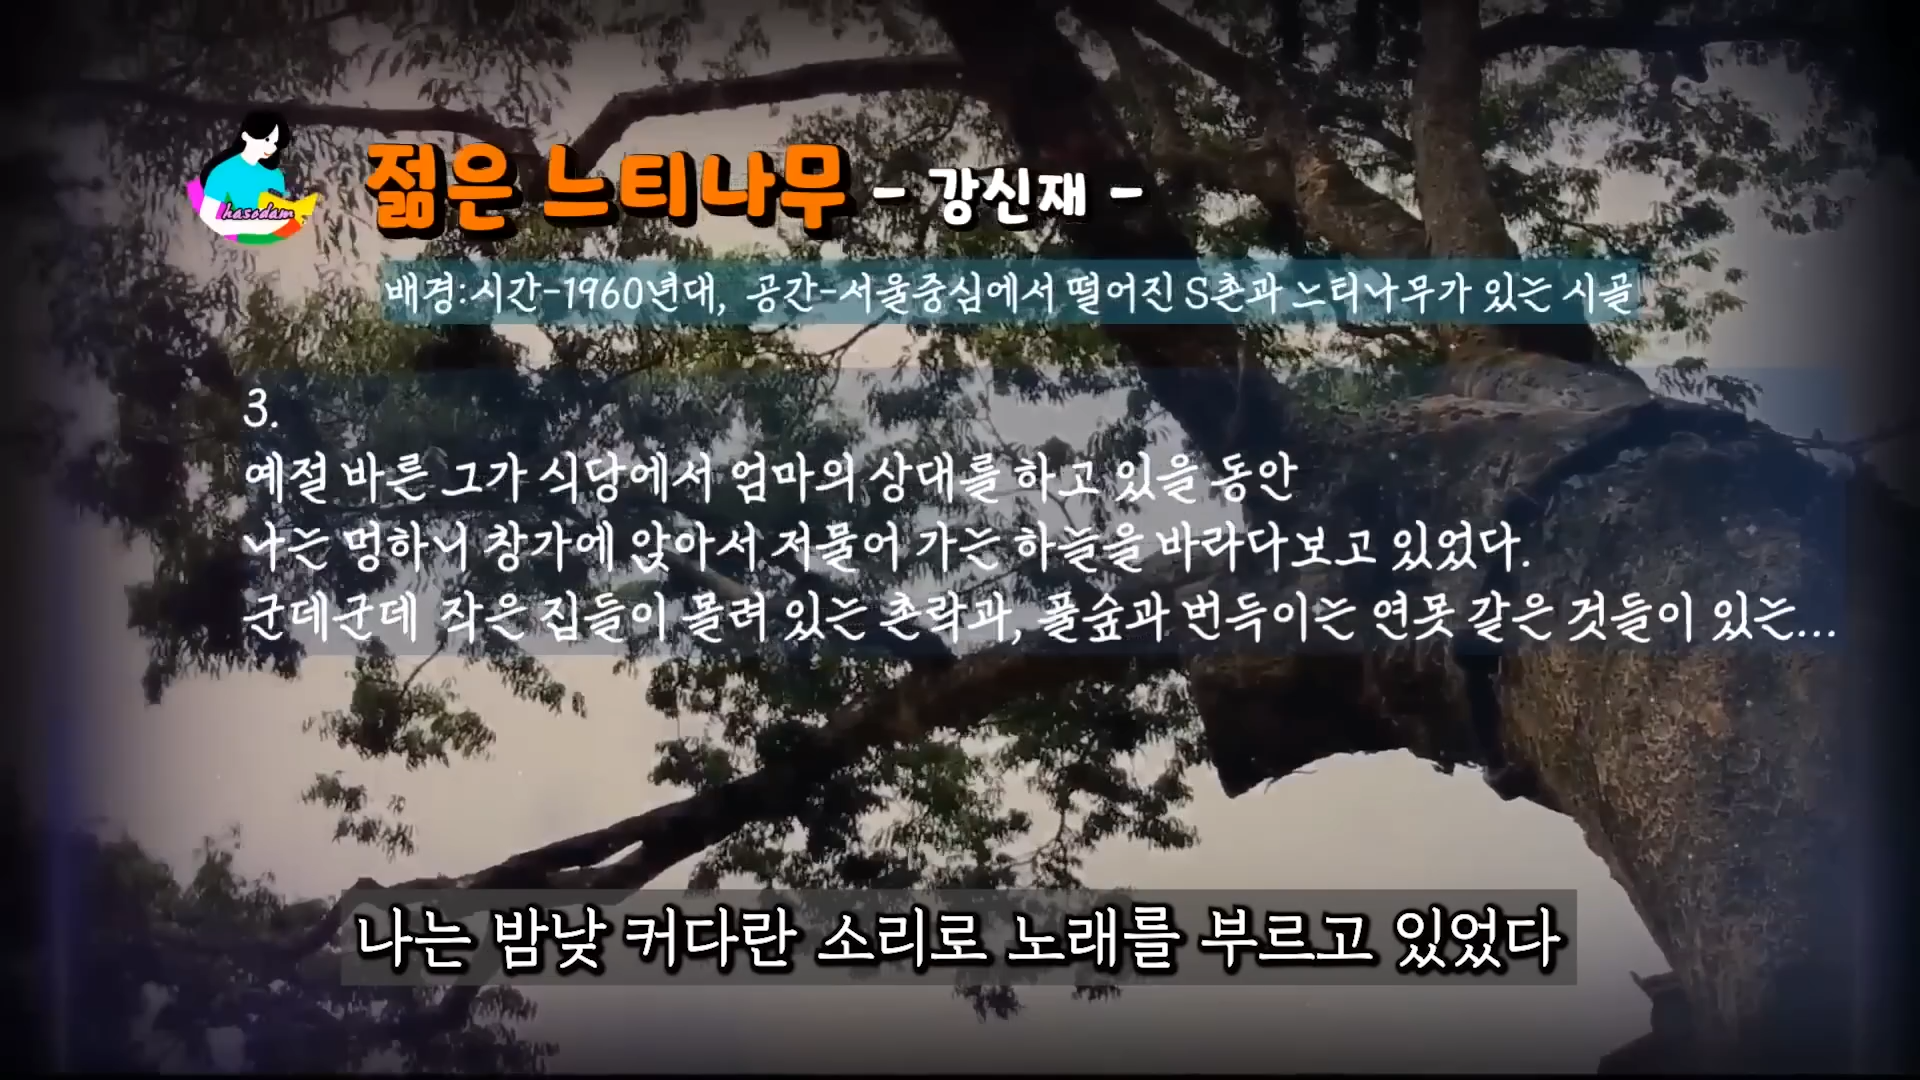 hasodam
젊은 느티나무 - 강신재 -
배경:시간-1960년대, 공간-서울중심에서 떨어진 S촌과 느티나무가 있는 시골
3.
예절 바른 그가 식당에서 엄마의 상대를 하고 있을 동안
나는 멍하니 창가에 앉아서 저물어 가는 하늘을 바라다보고 있었다.
군데군데 작은 집들이 몰려 있는 촌락과, 풀숲과 번득이는 연못 같은 것들이 있는...
나는 밤낮 커다란 소리로 노래를 부르고 있었다